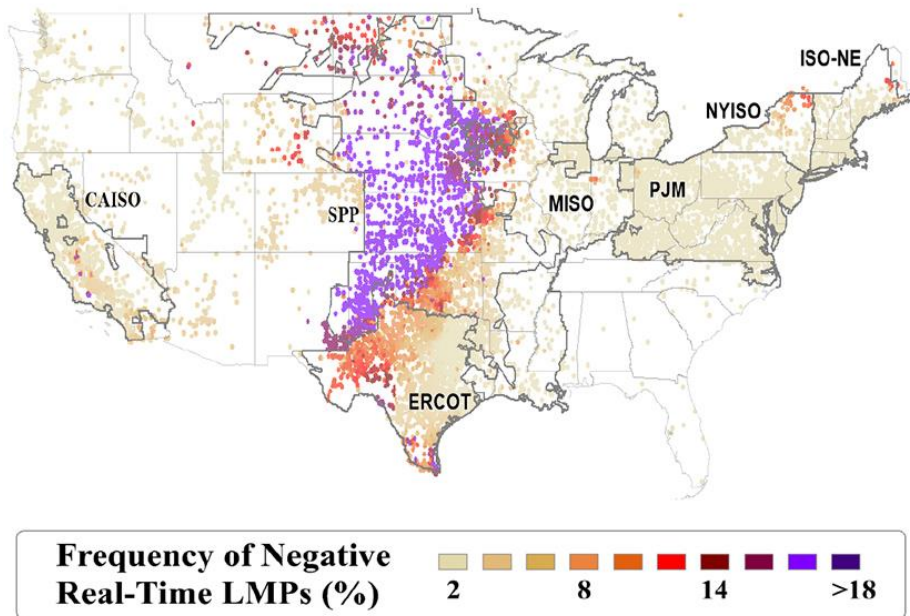 ISO-NE
NYISO
CAISO
SPP
MISO
PJM
ERCOT
Frequency of Negative
Real-Time LMPs (%)
2 8 14 >18